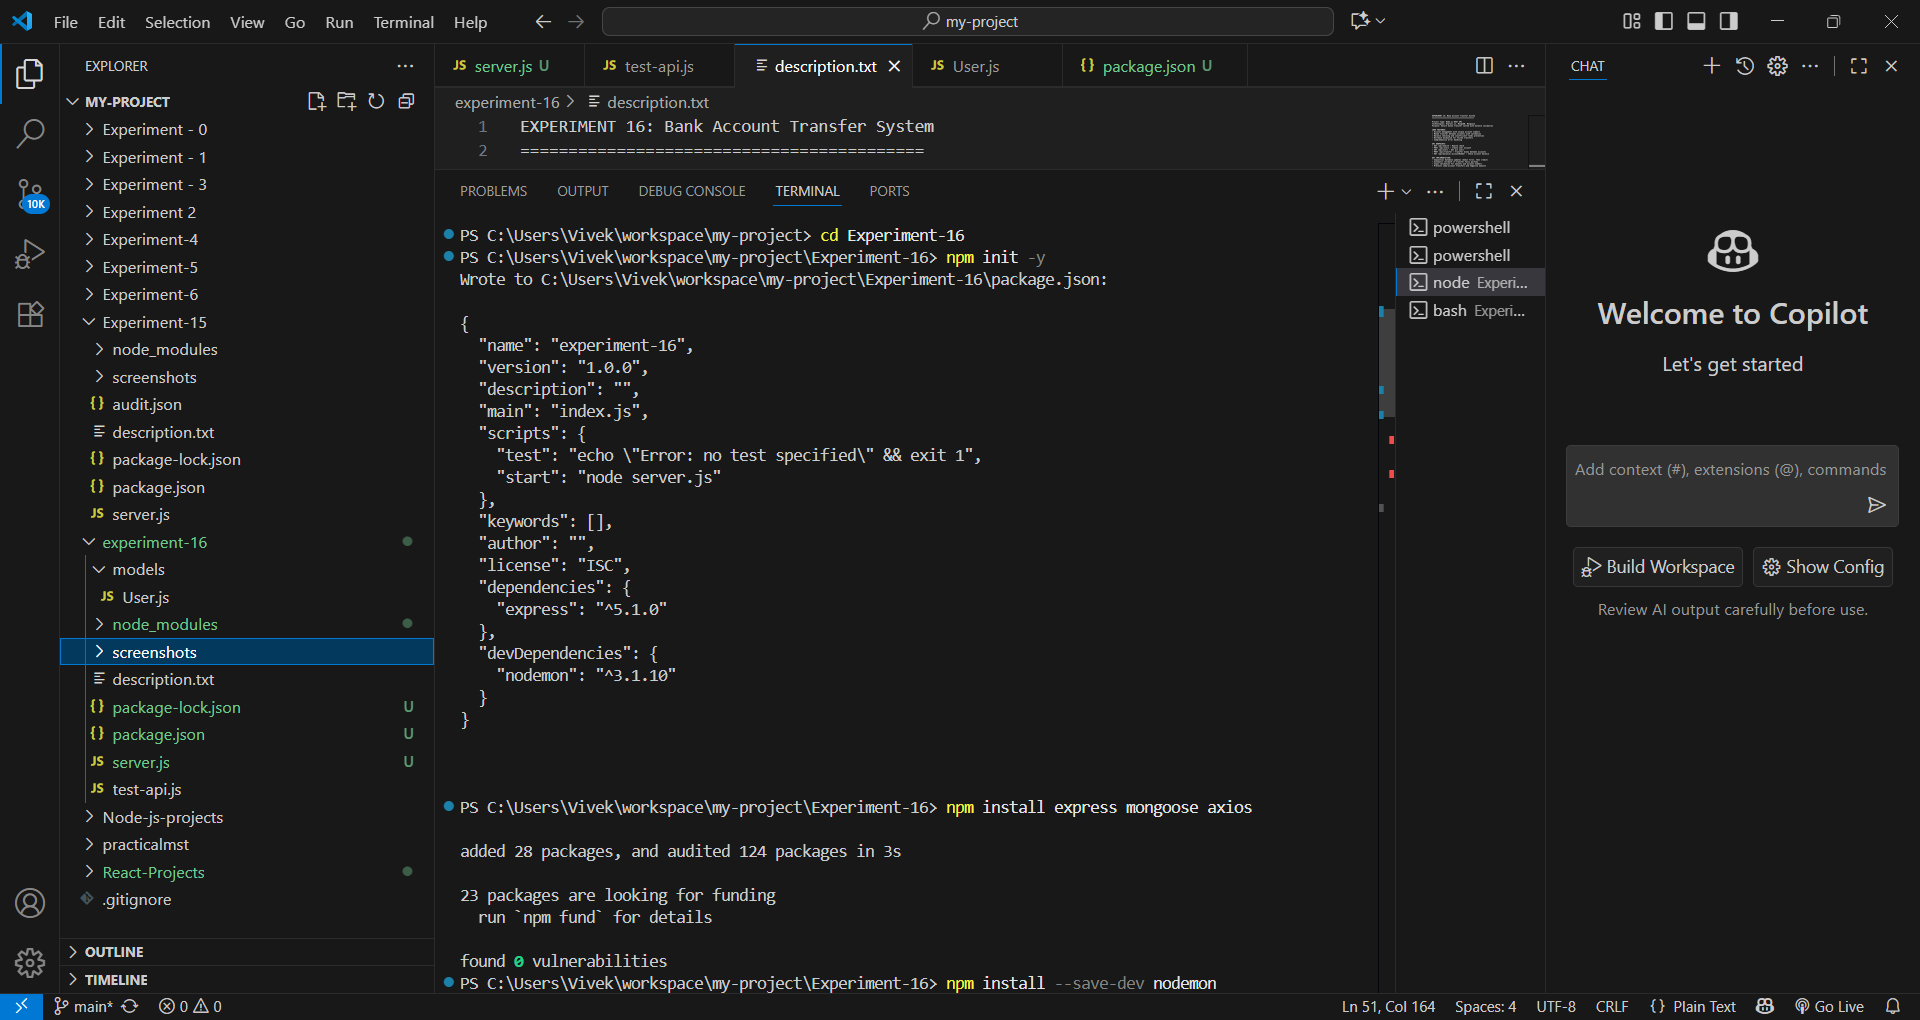 File Edit Selection View Go Run Terminal Help
my-project
EXPLORER
MY-PROJECT
Experiment - 0
Experiment - 1
Experiment - 3
Experiment 2
Experiment-4
Experiment-5
Experiment-6
Experiment-15
node_modules
screenshots
audit.json
description.txt
package-lock.json
package.json
server.js
experiment-16
models
User.js
node_modules
screenshots
description.txt
package-lock.json U
package.json U
server.js U
test-api.js
Node-js-projects
practicalmst
React-Projects
.gitignore
OUTLINE
TIMELINE
10K
JS server.js U
JS test-api.js
description.txt
JS User.js
{} package.json U
experiment-16 > description.txt
1 EXPERIMENT 16: Bank Account Transfer System
2 =============================================
PROBLEMS OUTPUT DEBUG CONSOLE TERMINAL PORTS
PS C:\Users\Vivek\workspace\my-project> cd Experiment-16
PS C:\Users\Vivek\workspace\my-project\Experiment-16> npm init -y
Wrote to C:\Users\Vivek\workspace\my-project\Experiment-16\package.json:
{
"name": "experiment-16",
"version": "1.0.0",
"description": "",
"main": "index.js",
"scripts": {
"test": "echo \"Error: no test specified\" && exit 1",
"start": "node server.js"
},
"keywords": [],
"author": "",
"license": "ISC",
"dependencies": {
"express": "^5.1.0"
},
"devDependencies": {
"nodemon": "^3.1.10"
}
}
PS C:\Users\Vivek\workspace\my-project\Experiment-16> npm install express mongoose axios
added 28 packages, and audited 124 packages in 3s
23 packages are looking for funding
run `npm fund` for details
found 0 vulnerabilities
PS C:\Users\Vivek\workspace\my-project\Experiment-16> npm install --save-dev nodemon
powershell
powershell
node Experi...
bash Experi...
CHAT
Welcome to Copilot
Let's get started
Add context (#), extensions (@), commands
Build Workspace
Show Config
Review AI output carefully before use.
main* 0 0
Ln 51, Col 164 Spaces: 4 UTF-8 CRLF {} Plain Text Go Live